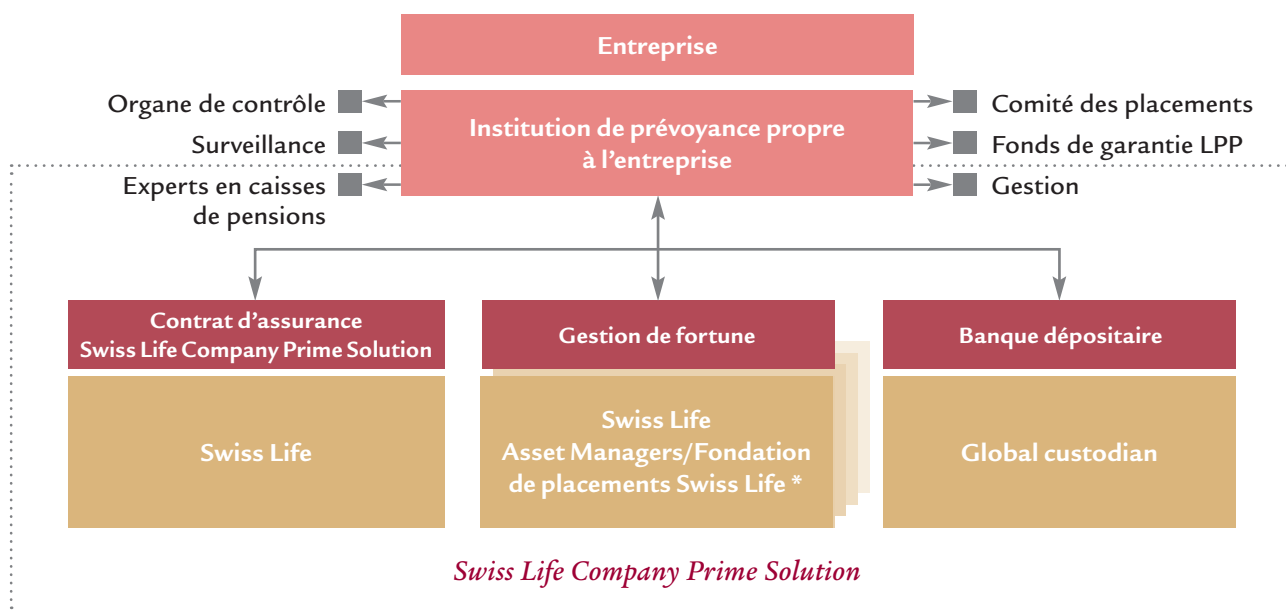 Entreprise
Organe de contrôle
Surveillance
Experts en caisses
de pensions
Institution de prévoyance propre
à l’entreprise
Comité des placements
Fonds de garantie LPP
Gestion
Contrat d’assurance
Swiss Life Company Prime Solution
Swiss Life
Gestion de fortune
Swiss Life
Asset Managers/Fondation
de placements Swiss Life *
Banque dépositaire
Global custodian
Swiss Life Company Prime Solution